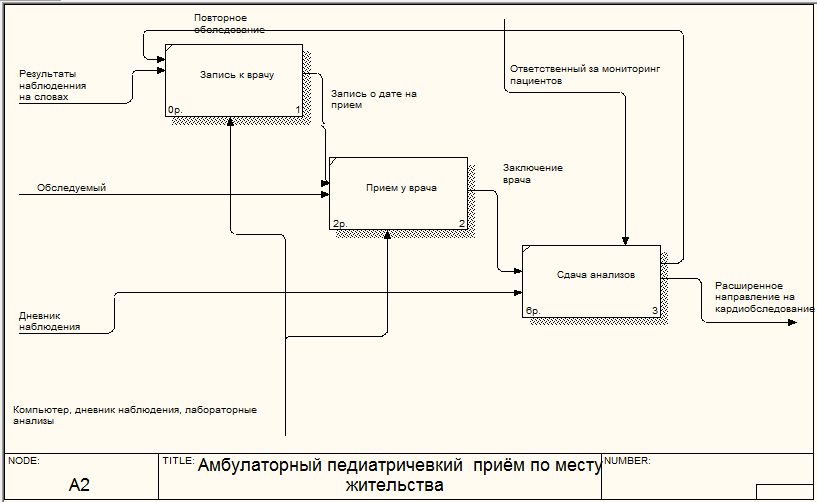 Повторное
обследование
Результаты
наблюденния
на словах
Запись к врачу
0р.
1
Ответственный за мониторинг
пациентов
Запись о дате на
прием
Обследуемый
Прием у врача
2р.
2
Заключение
врача
Сдача анализов
6р.
3
Расширенное
направление на
кардиобследование
Дневник
наблюдения
Компьютер, дневник наблюдения, лабораторные
анализы
NODE:
A2
TITLE:
Амбулаторный педиатричевкий приём по месту
жительства
NUMBER: